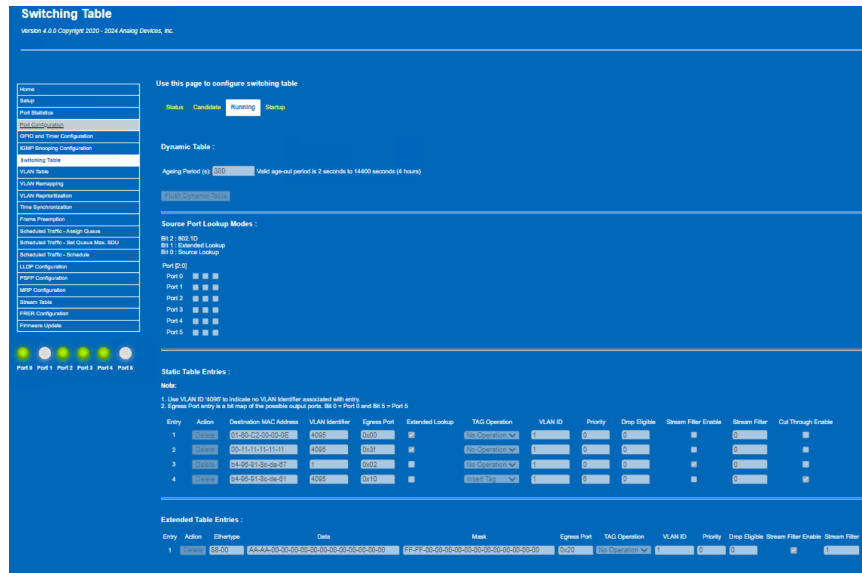 Switching Table
Version 4.0.0 Copyright 2020 - 2024 Analog Devices, Inc.
Home
Setup
Port Statistics
Port Configuration
GPIO and Timer Configuration
IGMP Snooping Configuration
Switching Table
VLAN Table
VLAN Remapping
VLAN Reprioritization
Time Synchronization
Frame Preemption
Scheduled Traffic - Assign Queue
Scheduled Traffic - Set Queue Max. SDU
Scheduled Traffic - Schedule
LLDP Configuration
PSFP Configuration
MRP Configuration
Stream Table
FRER Configuration
Firmware Update
Port 0 Port 1 Port 2 Port 3 Port 4 Port 5
Use this page to configure switching table
Status Candidate Running Startup
Dynamic Table :
Ageing Period (s): 300 Valid age-out period is 2 seconds to 14400 seconds (4 hours)
Flush Dynamic Table
Source Port Lookup Modes :
Bit 2 : 802.1D
Bit 1 : Extended Lookup
Bit 0 : Source Lookup
Port [2:0]
Port 0
Port 1
Port 2
Port 3
Port 4
Port 5
Static Table Entries :
Note:
1. Use VLAN ID '4095' to indicate no VLAN Identifier associated with entry.
2. Egress Port entry is a bit map of the possible output ports. Bit 0 = Port 0 and Bit 5 = Port 5
Entry Action Destination MAC Address VLAN Identifier Egress Port Extended Lookup TAG Operation VLAN ID Priority Drop Eligible Stream Filter Enable Stream Filter Cut Through Enable
1 Delete 01-80-C2-00-00-0E 4095 0x00 No Operation 1 0 0 0
2 Delete 00-11-11-11-11-11 4095 0x3f No Operation 1 0 0 0
3 Delete b4-96-91-8c-de-67 1 0x02 No Operation 1 0 0 0
4 Delete b4-96-91-8c-de-61 4095 0x10 Insert Tag 1 6 0 0
Extended Table Entries :
Entry Action Ethertype Data Mask Egress Port TAG Operation VLAN ID Priority Drop Eligible Stream Filter Enable Stream Filter
1 Delete 88-00 AA-AA-00-00-00-00-00-00-00-00-00-00-00-00 FF-FF-00-00-00-00-00-00-00-00-00-00-00-00 0x20 No Operation 1 0 0 1